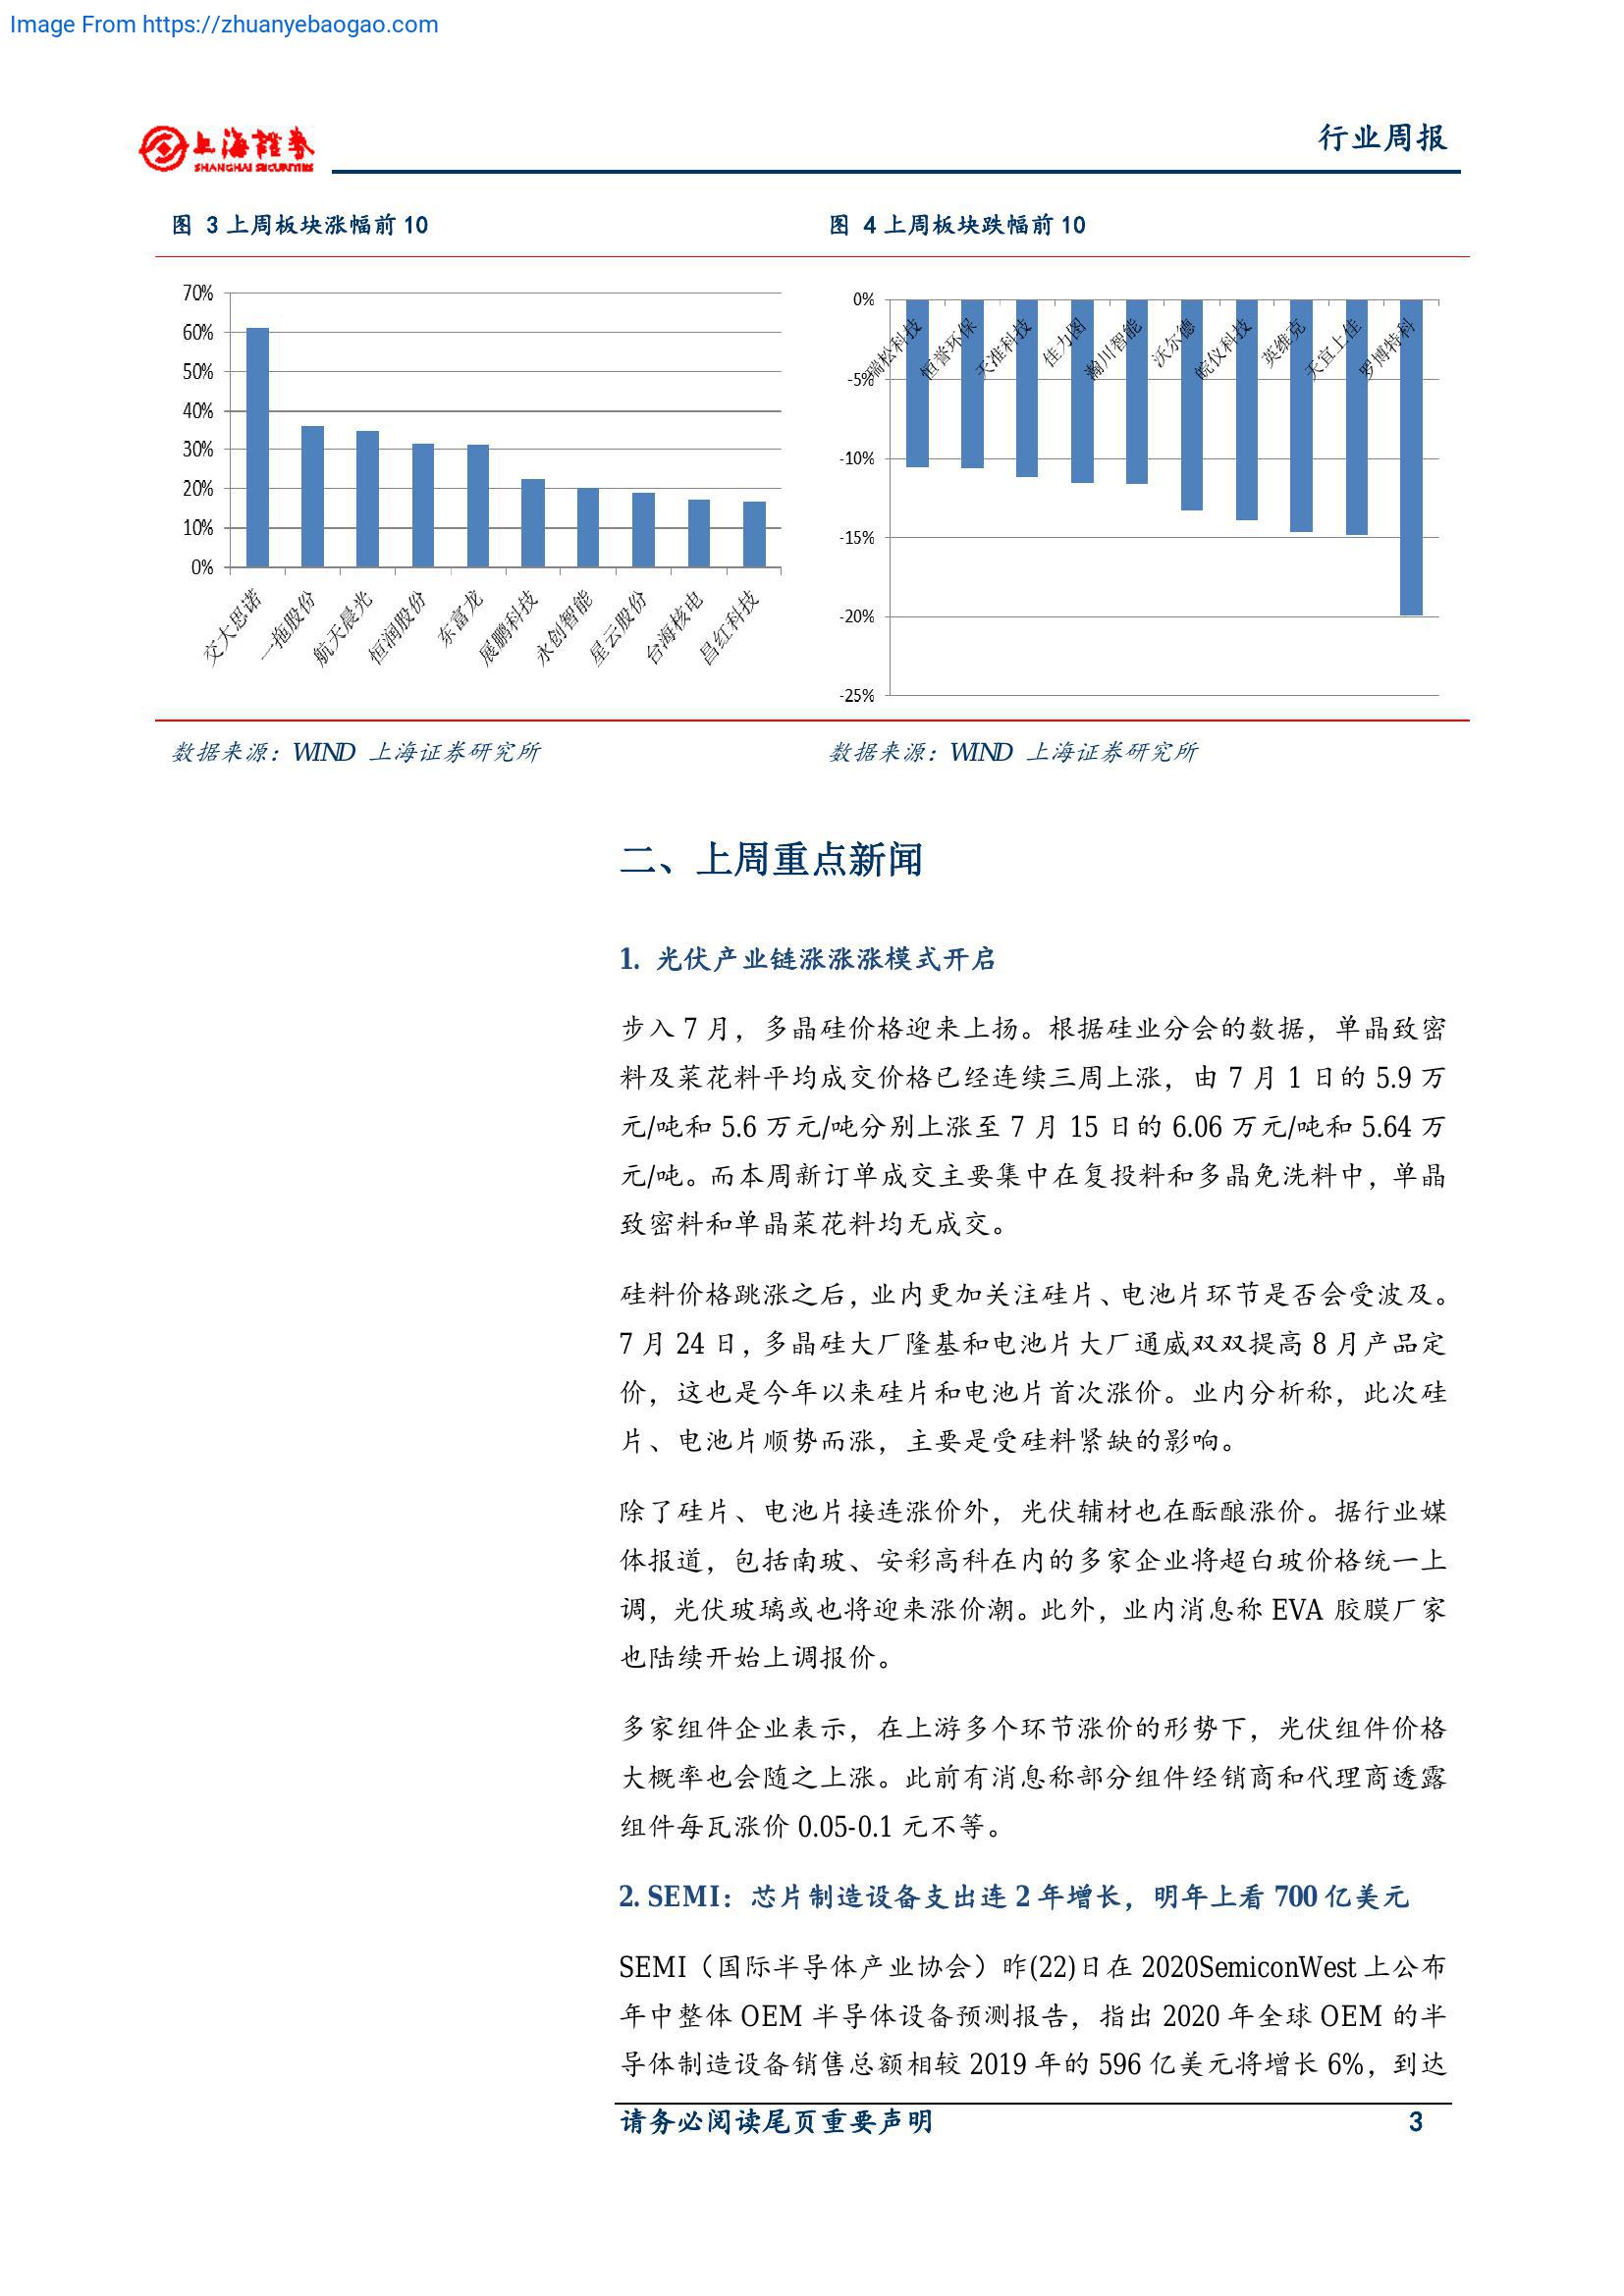 Image From https://zhuanyebaogao.com
上海證券
SHANGHAI SECURITIES
行业周报
图 3 上周板块涨幅前 10
图 4 上周板块跌幅前 10
70%
60%
50%
40%
30%
20%
10%
0%
交大思诺
一拖股份
航天晨光
恒润股份
东富龙
展鹏科技
永创智能
星云股份
台海核电
昌红科技
0%
-5%
-10%
-15%
-20%
-25%
瑞松科技
恒誉环保
天准科技
佳力图
瀚川智能
沃尔德
皖仪科技
英维克
天宜上佳
罗博特科
数据来源：WIND 上海证券研究所
数据来源：WIND 上海证券研究所
二、上周重点新闻
1. 光伏产业链涨涨涨模式开启
步入 7 月，多晶硅价格迎来上扬。根据硅业分会的数据，单晶致密
料及菜花料平均成交价格已经连续三周上涨，由 7 月 1 日的 5.9 万
元/吨和 5.6 万元/吨分别上涨至 7 月 15 日的 6.06 万元/吨和 5.64 万
元/吨。而本周新订单成交主要集中在复投料和多晶免洗料中，单晶
致密料和单晶菜花料均无成交。
硅料价格跳涨之后，业内更加关注硅片、电池片环节是否会受波及。
7 月 24 日，多晶硅大厂隆基和电池片大厂通威双双提高 8 月产品定
价，这也是今年以来硅片和电池片首次涨价。业内分析称，此次硅
片、电池片顺势而涨，主要是受硅料紧缺的影响。
除了硅片、电池片接连涨价外，光伏辅材也在酝酿涨价。据行业媒
体报道，包括南玻、安彩高科在内的多家企业将超白玻价格统一上
调，光伏玻璃或也将迎来涨价潮。此外，业内消息称 EVA 胶膜厂家
也陆续开始上调报价。
多家组件企业表示，在上游多个环节涨价的形势下，光伏组件价格
大概率也会随之上涨。此前有消息称部分组件经销商和代理商透露
组件每瓦涨价 0.05-0.1 元不等。
2. SEMI：芯片制造设备支出连 2 年增长，明年上看 700 亿美元
SEMI（国际半导体产业协会）昨(22)日在 2020SemiconWest 上公布
年中整体 OEM 半导体设备预测报告，指出 2020 年全球 OEM 的半
导体制造设备销售总额相较 2019 年的 596 亿美元将增长 6%，到达
请务必阅读尾页重要声明
3